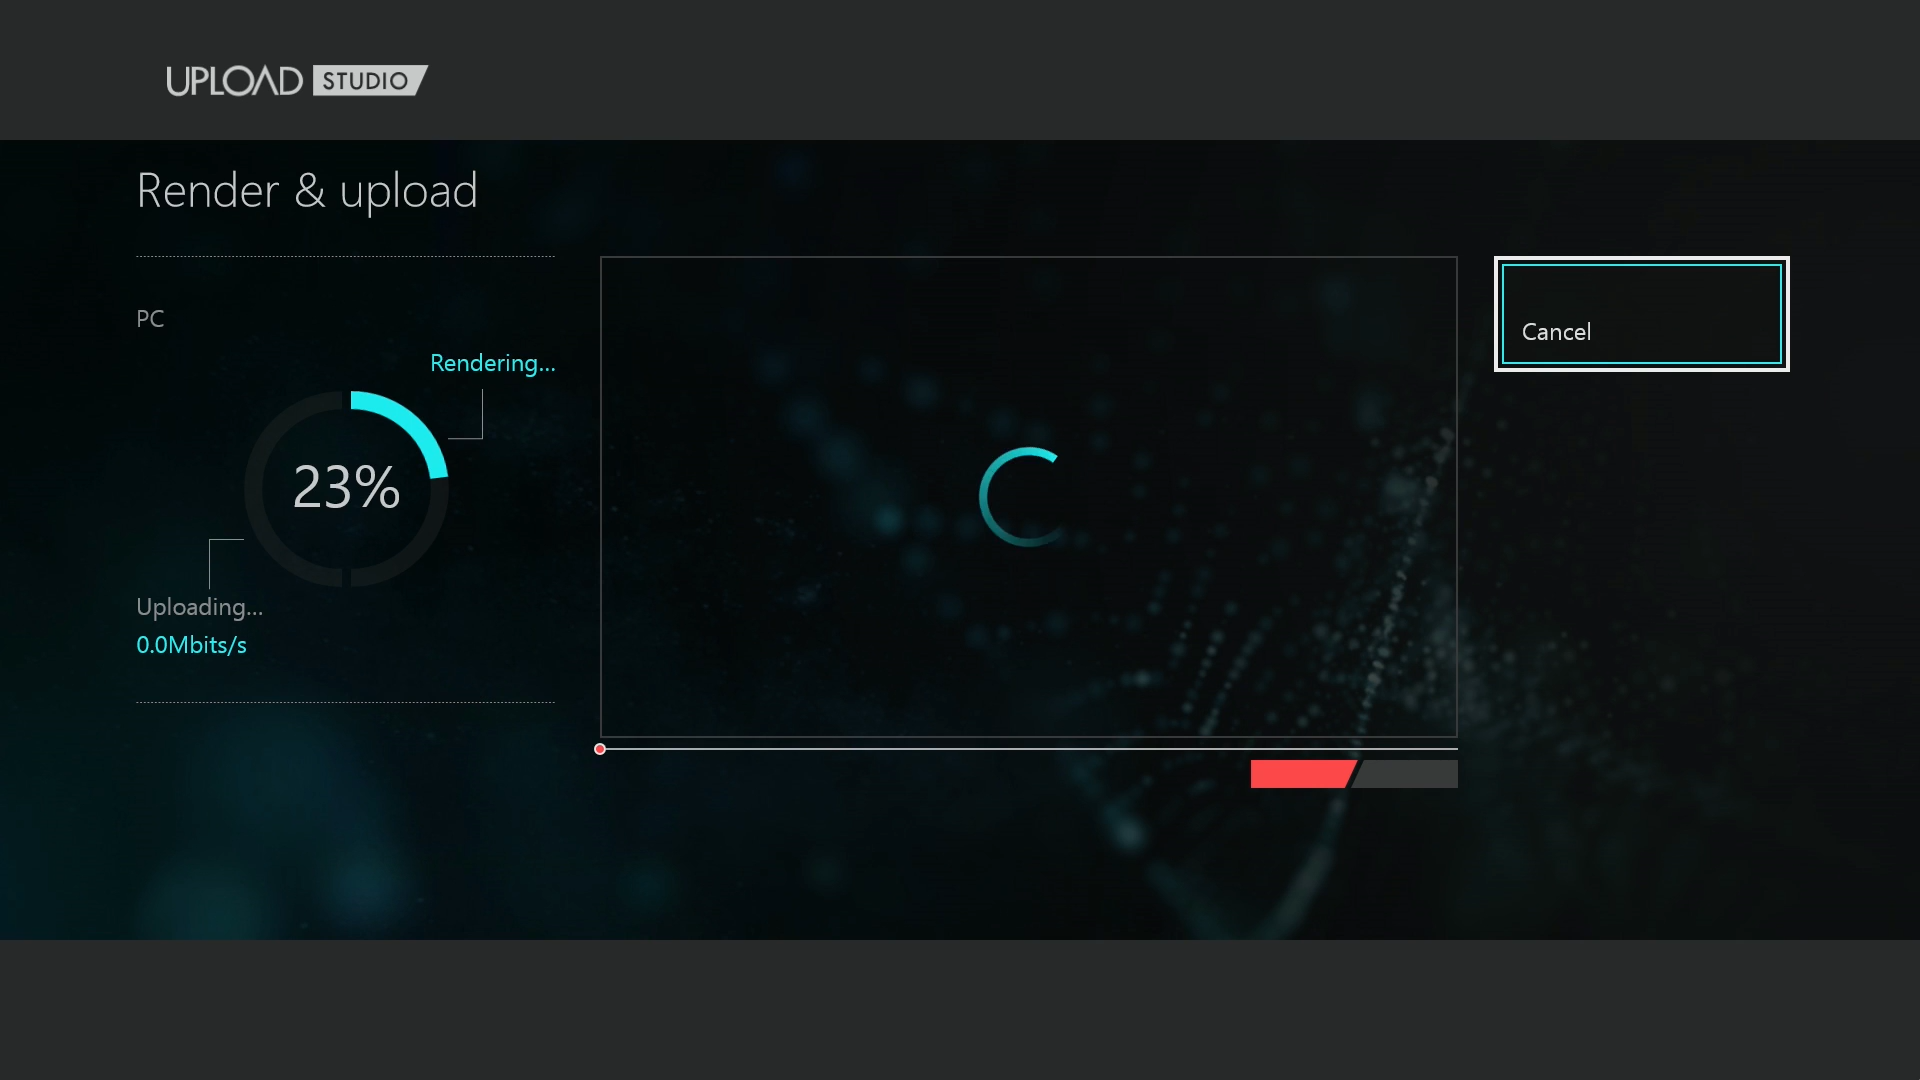 UPLOAD STUDIO
Render & upload
PC
Rendering...
23%
Uploading...
0.0Mbits/s
Cancel